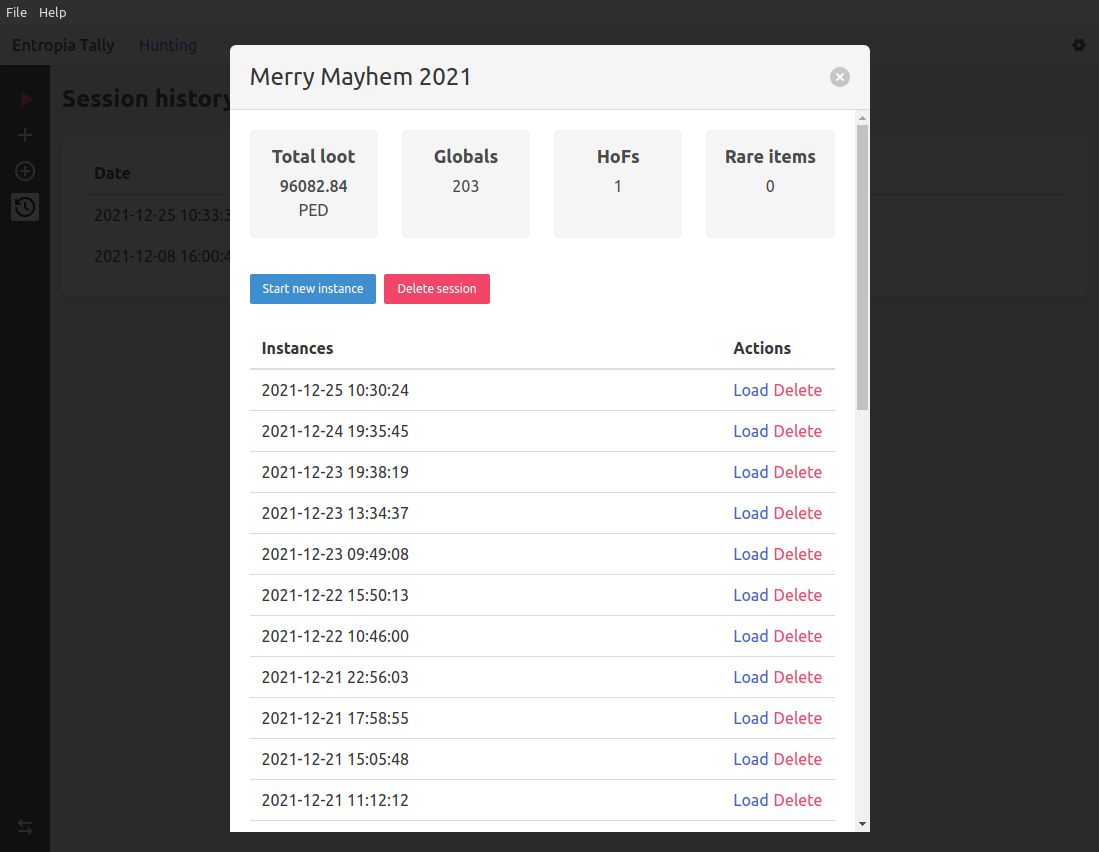 File Help
Entropia Tally Hunting
Merry Mayhem 2021
Session history
Date
2021-12-25 10:33:3
2021-12-08 16:00:4
Total loot Globals HoFs Rare items
96082.84 203 1 0
PED
Start new instance Delete session
Instances Actions
2021-12-25 10:30:24 Load Delete
2021-12-24 19:35:45 Load Delete
2021-12-23 19:38:19 Load Delete
2021-12-23 13:34:37 Load Delete
2021-12-23 09:49:08 Load Delete
2021-12-22 15:50:13 Load Delete
2021-12-22 10:46:00 Load Delete
2021-12-21 22:56:03 Load Delete
2021-12-21 17:58:55 Load Delete
2021-12-21 15:05:48 Load Delete
2021-12-21 11:12:12 Load Delete